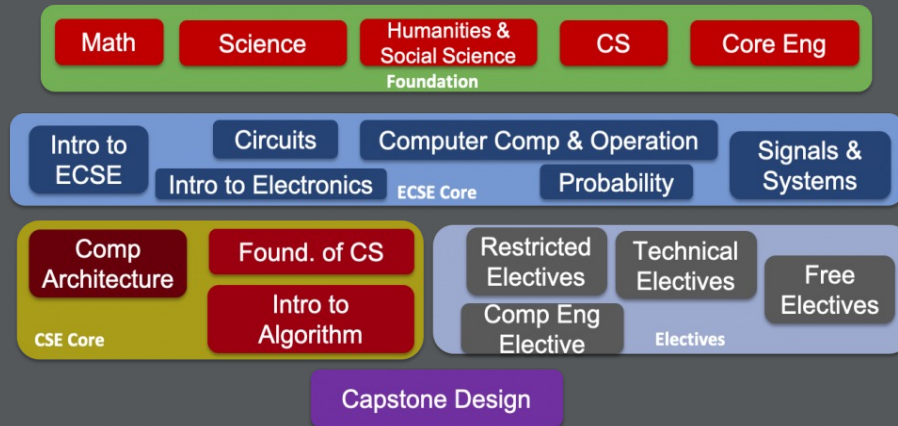 Math
Science
Humanities &
Social Science
CS
Core Eng
Foundation
Intro to
ECSE
Circuits
Computer Comp & Operation
Signals &
Systems
Intro to Electronics
ECSE Core
Probability
Comp
Architecture
Found. of CS
Intro to
Algorithm
CSE Core
Restricted
Electives
Technical
Electives
Free
Electives
Comp Eng
Elective
Electives
Capstone Design